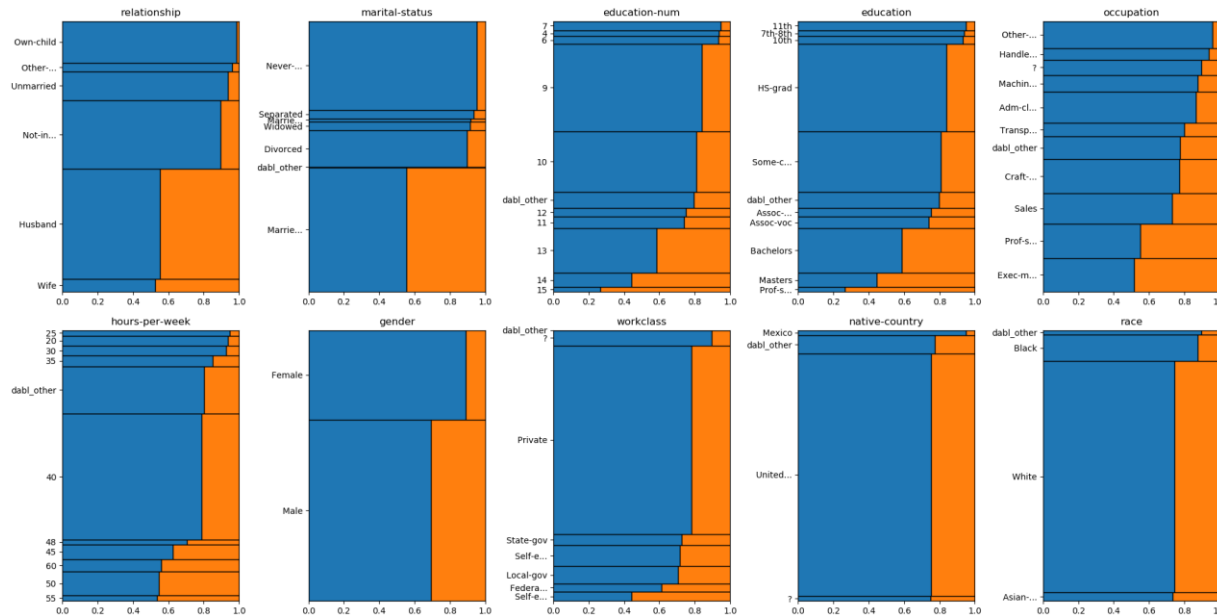 relationship
Own-child
Other-...
Unmarried
Not-in...
Husband
Wife
0.0 0.2 0.4 0.6 0.8 1.0
marital-status
Never-...
Separated
Marrie...
Widowed
Divorced
dabl_other
Marrie...
0.0 0.2 0.4 0.6 0.8 1.0
education-num
7
4
6
9
10
dabl_other
12
11
13
14
15
0.0 0.2 0.4 0.6 0.8 1.0
education
11th
7th-8th
10th
HS-grad
Some-c...
dabl_other
Assoc-...
Assoc-voc
Bachelors
Masters
Prof-s...
0.0 0.2 0.4 0.6 0.8 1.0
occupation
Other-...
Handle...
?
Machin...
Adm-cl...
Transp...
dabl_other
Craft-...
Sales
Prof-s...
Exec-m...
0.0 0.2 0.4 0.6 0.8 1.0
hours-per-week
25
20
30
35
dabl_other
40
48
45
60
50
55
0.0 0.2 0.4 0.6 0.8 1.0
gender
Female
Male
0.0 0.2 0.4 0.6 0.8 1.0
workclass
dabl_other
?
Private
State-gov
Self-e...
Local-gov
Federa...
Self-e...
0.0 0.2 0.4 0.6 0.8 1.0
native-country
Mexico
dabl_other
United...
?
0.0 0.2 0.4 0.6 0.8 1.0
race
dabl_other
Black
White
Asian-...
0.0 0.2 0.4 0.6 0.8 1.0